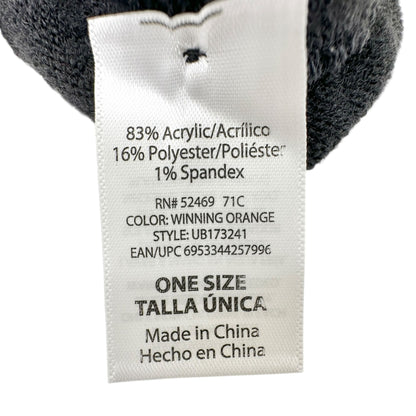 83% Acrylic/Acrílico
16% Polyester/Poliéster
1% Spandex
RN# 52469 71C
COLOR: WINNING ORANGE
STYLE: UB173241
EAN/UPC 6953344257996
ONE SIZE
TALLA ÚNICA
Made in China
Hecho en China